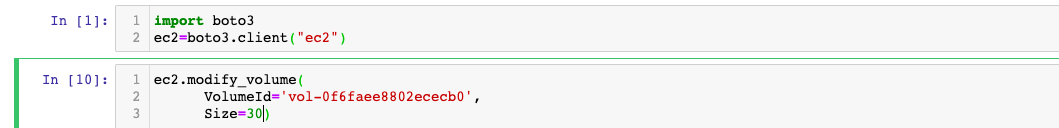 In [1]:
1 import boto3
2 ec2=boto3.client("ec2")
In [10]:
1 ec2.modify_volume(
2 VolumeId='vol-0f6faee8802ececb0',
3 Size=30)